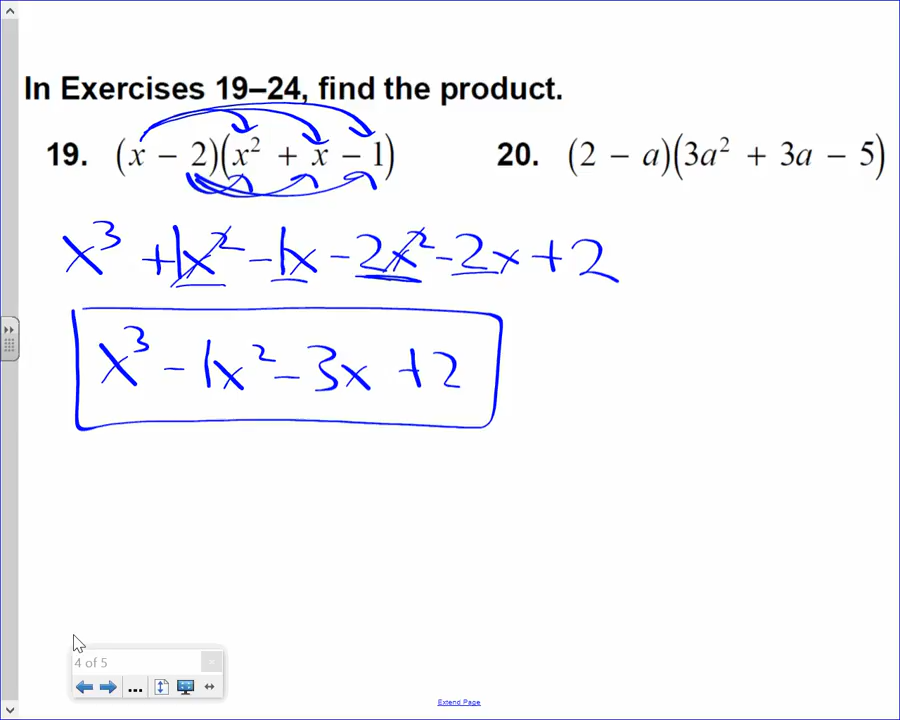 In Exercises 19–24, find the product.
19. (x − 2)(x² + x − 1) 20. (2 − a)(3a² + 3a − 5)
x³ +1x² −1x −2x² −2x +2
x³ −1x² −3x +2
4 of 5
Extend Page